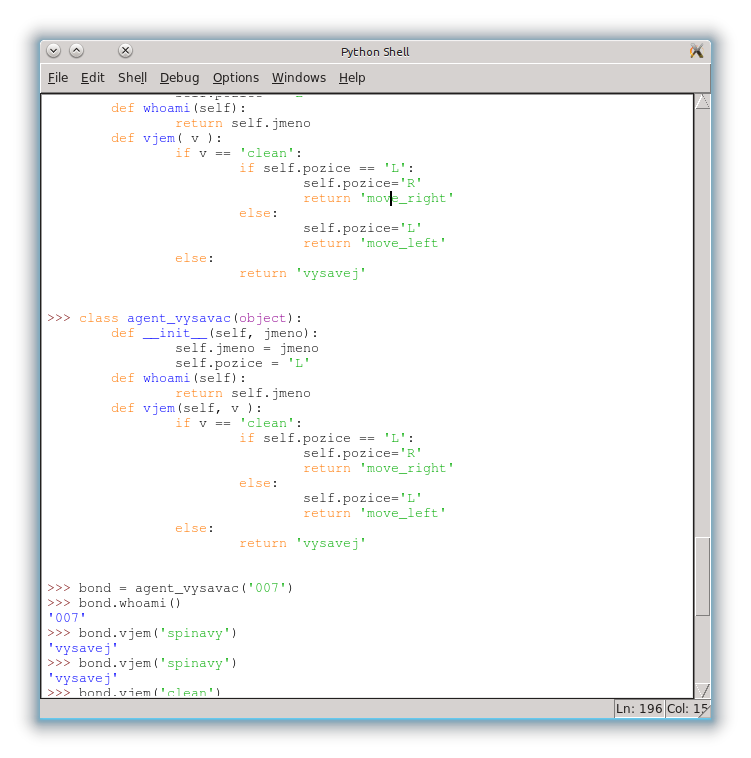 Python Shell
File Edit Shell Debug Options Windows Help
def whoami(self):
return self.jmeno
def vjem( v ):
if v == 'clean':
if self.pozice == 'L':
self.pozice='R'
return 'move_right'
else:
self.pozice='L'
return 'move_left'
else:
return 'vysavej'
>>> class agent_vysavac(object):
def __init__(self, jmeno):
self.jmeno = jmeno
self.pozice = 'L'
def whoami(self):
return self.jmeno
def vjem(self, v ):
if v == 'clean':
if self.pozice == 'L':
self.pozice='R'
return 'move_right'
else:
self.pozice='L'
return 'move_left'
else:
return 'vysavej'
>>> bond = agent_vysavac('007')
>>> bond.whoami()
'007'
>>> bond.vjem('spinavy')
'vysavej'
>>> bond.vjem('spinavy')
'vysavej'
>>> bond.vjem('clean')
Ln: 196 Col: 15